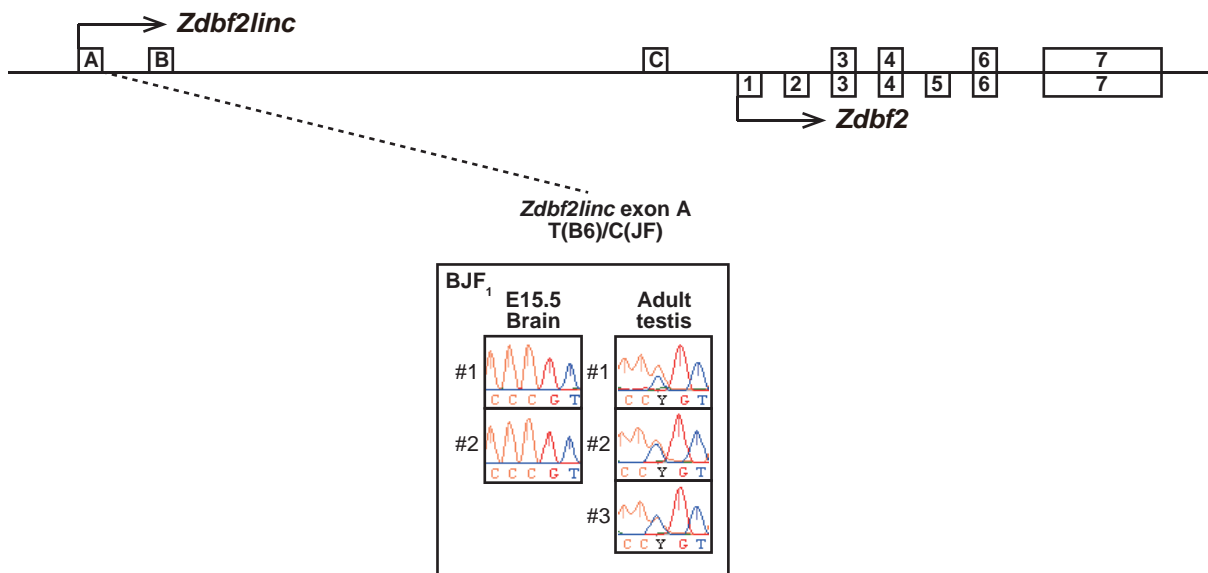 Zdbf2linc
A B C 3 4 6 7
1 2 3 4 5 6 7
Zdbf2
Zdbf2linc exon A
T(B6)/C(JF)
BJF1
E15.5 Adult
Brain testis
#1 #1
C C C G T C C Y G T
#2 #2
C C C G T C C Y G T
#3
C C Y G T